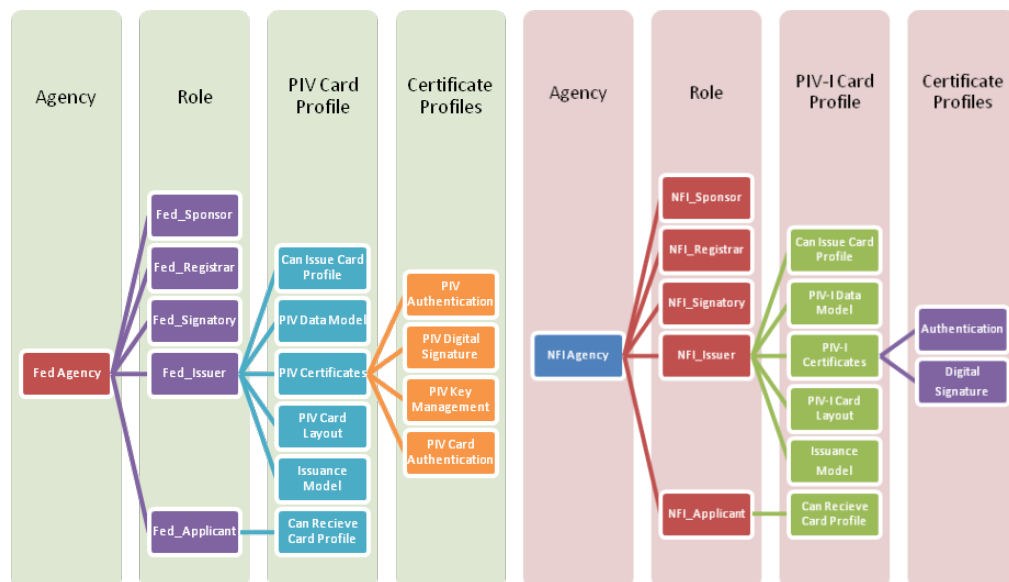 Agency
Role
PIV Card
Profile
Certificate
Profiles
Fed Agency
Fed_Sponsor
Fed_Registrar
Fed_Signatory
Fed_Issuer
Fed_Applicant
Can Issue Card
Profile
PIV Data Model
PIV Certificates
PIV Card
Layout
Issuance
Model
Can Recieve
Card Profile
PIV
Authentication
PIV Digital
Signature
PIV Key
Management
PIV Card
Authentication
Agency
Role
PIV-I Card
Profile
Certificate
Profiles
NFI Agency
NFI_Sponsor
NFI_Registrar
NFI_Signatory
NFI_Issuer
NFI_Applicant
Can Issue Card
Profile
PIV-I Data
Model
PIV-I
Certificates
PIV-I Card
Layout
Issuance
Model
Can Recieve
Card Profile
Authentication
Digital
Signature